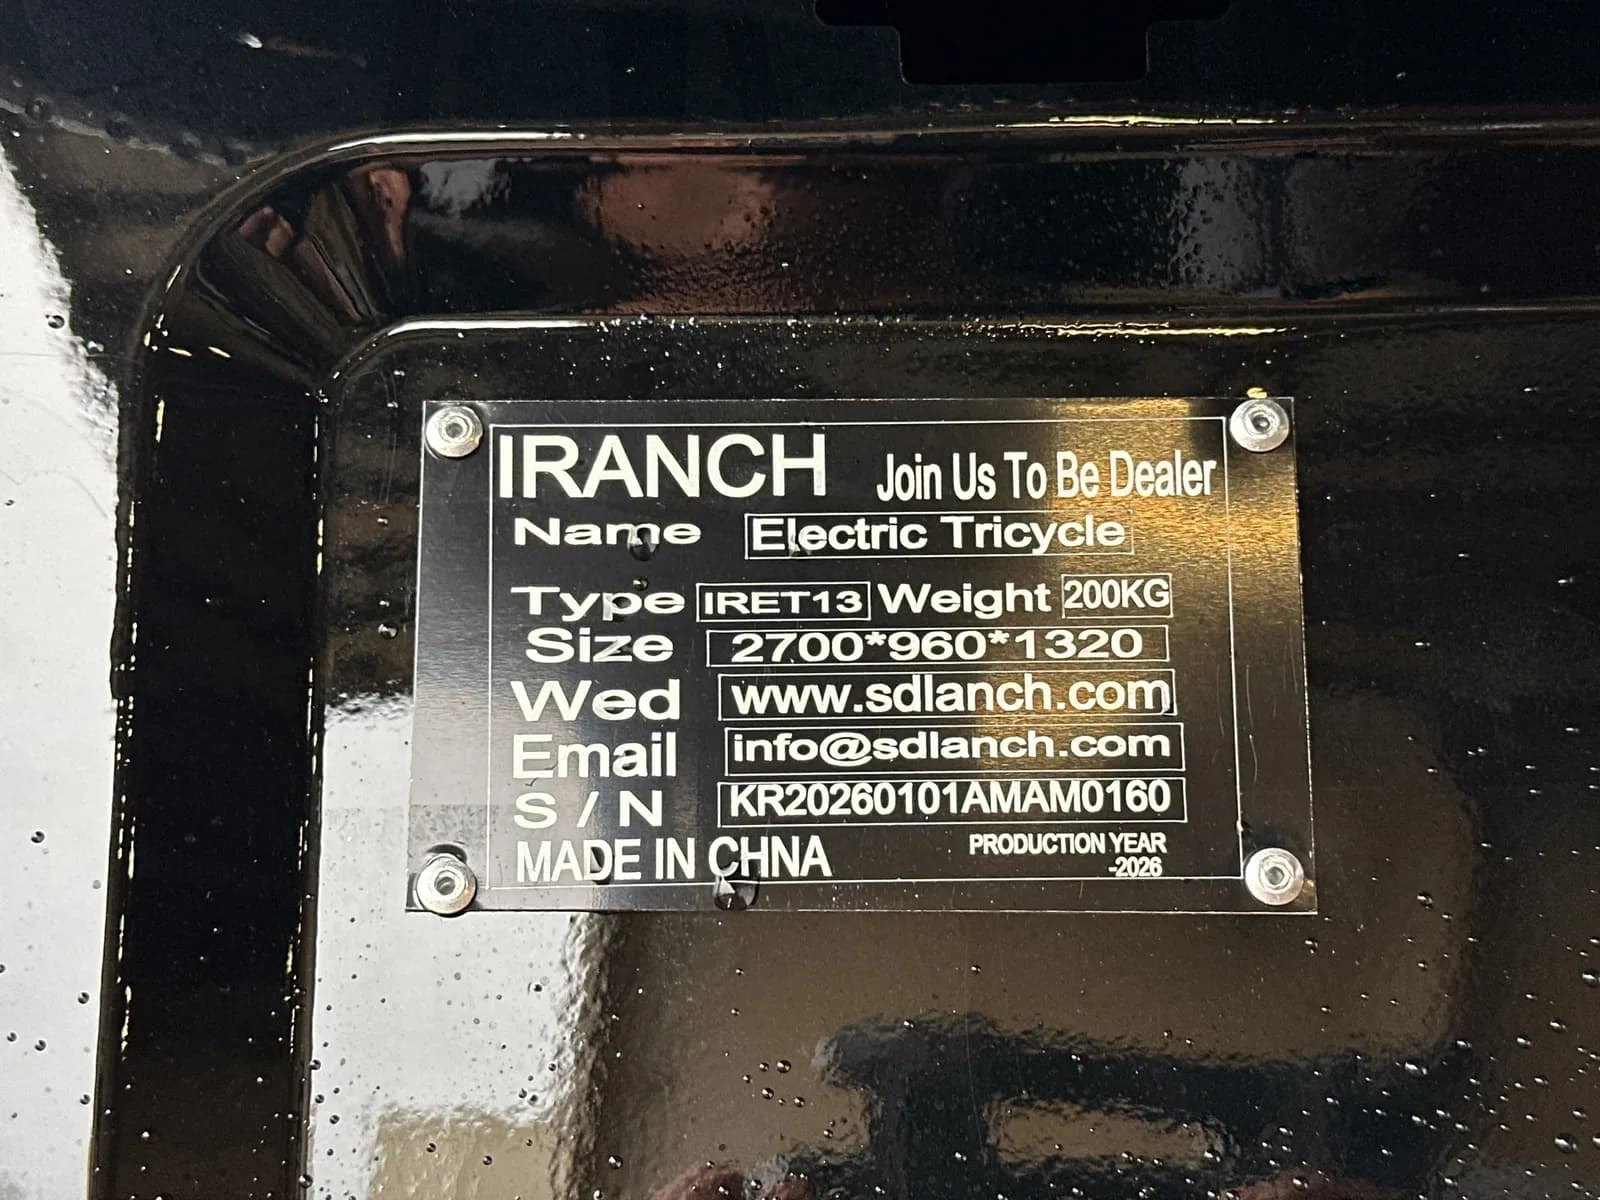 IRANCH Join Us To Be Dealer
Name Electric Tricycle
Type IRET13 Weight 200KG
Size 2700*960*1320
Wed www.sdlanch.com
Email info@sdlanch.com
S / N KR20260101AMAM0160
MADE IN CHNA PRODUCTION YEAR
-2026